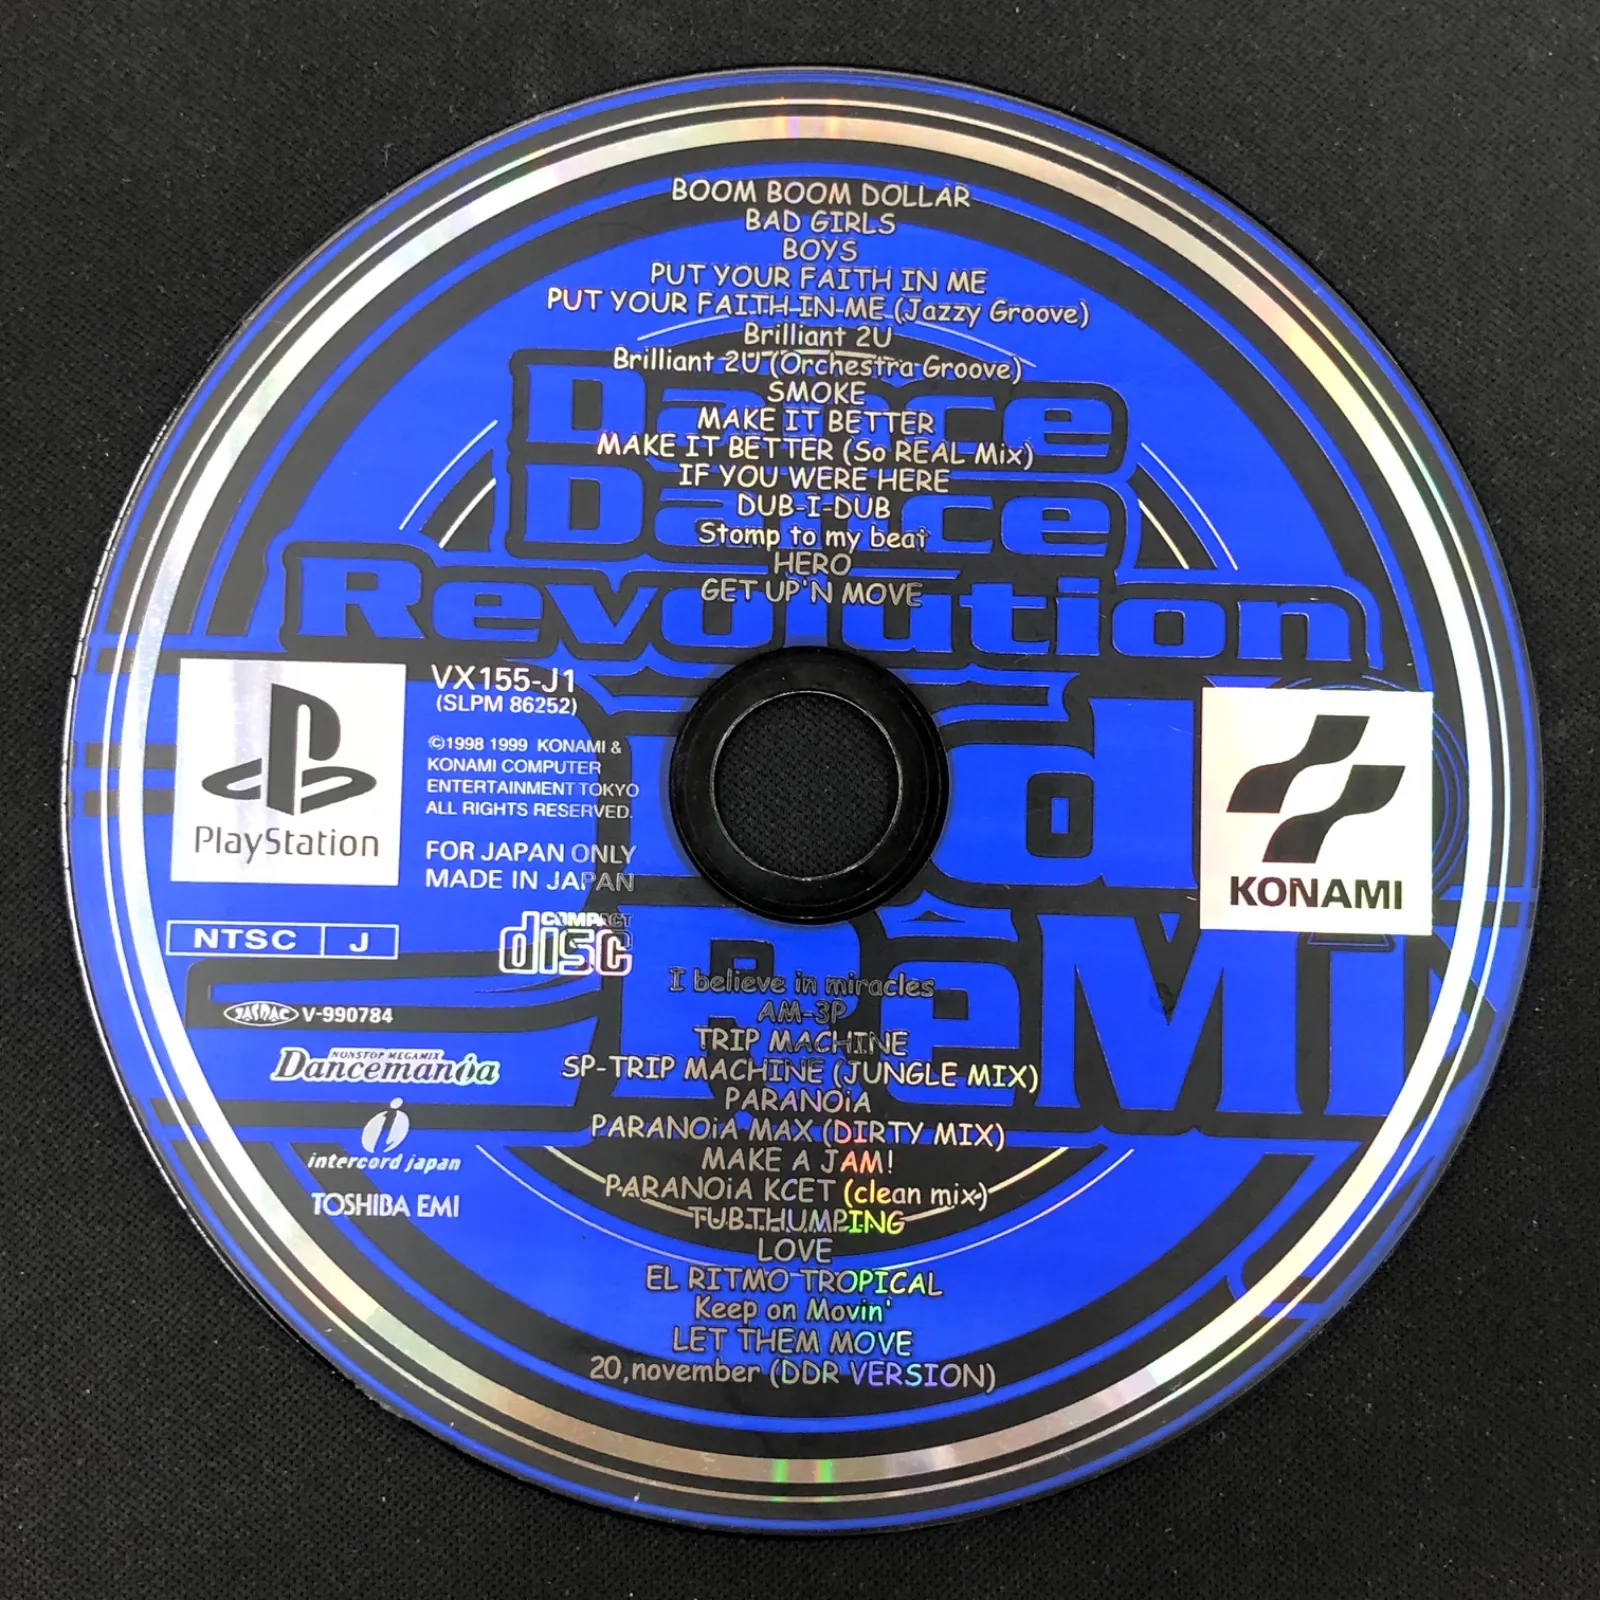 BOOM BOOM DOLLAR
BAD GIRLS
BOYS
PUT YOUR FAITH IN ME
PUT YOUR FAITH IN ME (Jazzy Groove)
Brilliant 2U
Brilliant 2U (Orchestra Groove)
SMOKE
MAKE IT BETTER
MAKE IT BETTER (So REAL Mix)
IF YOU WERE HERE
DUB-I-DUB
Stomp to my beat
HERO
GET UP'N MOVE
Dance
Dance
Revolution
2nd
ReMix
PlayStation
VX155-J1
(SLPM 86252)
©1998 1999 KONAMI &
KONAMI COMPUTER
ENTERTAINMENT TOKYO
ALL RIGHTS RESERVED.
FOR JAPAN ONLY
MADE IN JAPAN
NTSC J
COMPACT
disc
KONAMI
JASRAC V-990784
NONSTOP MEGAMIX
Dancemania
intercord japan
TOSHIBA EMI
I believe in miracles
AM-3P
TRIP MACHINE
SP-TRIP MACHINE (JUNGLE MIX)
PARANOiA
PARANOiA MAX (DIRTY MIX)
MAKE A JAM!
PARANOiA KCET (clean mix)
TUBTHUMPING
LOVE
EL RITMO TROPICAL
Keep on Movin'
LET THEM MOVE
20,november (DDR VERSION)